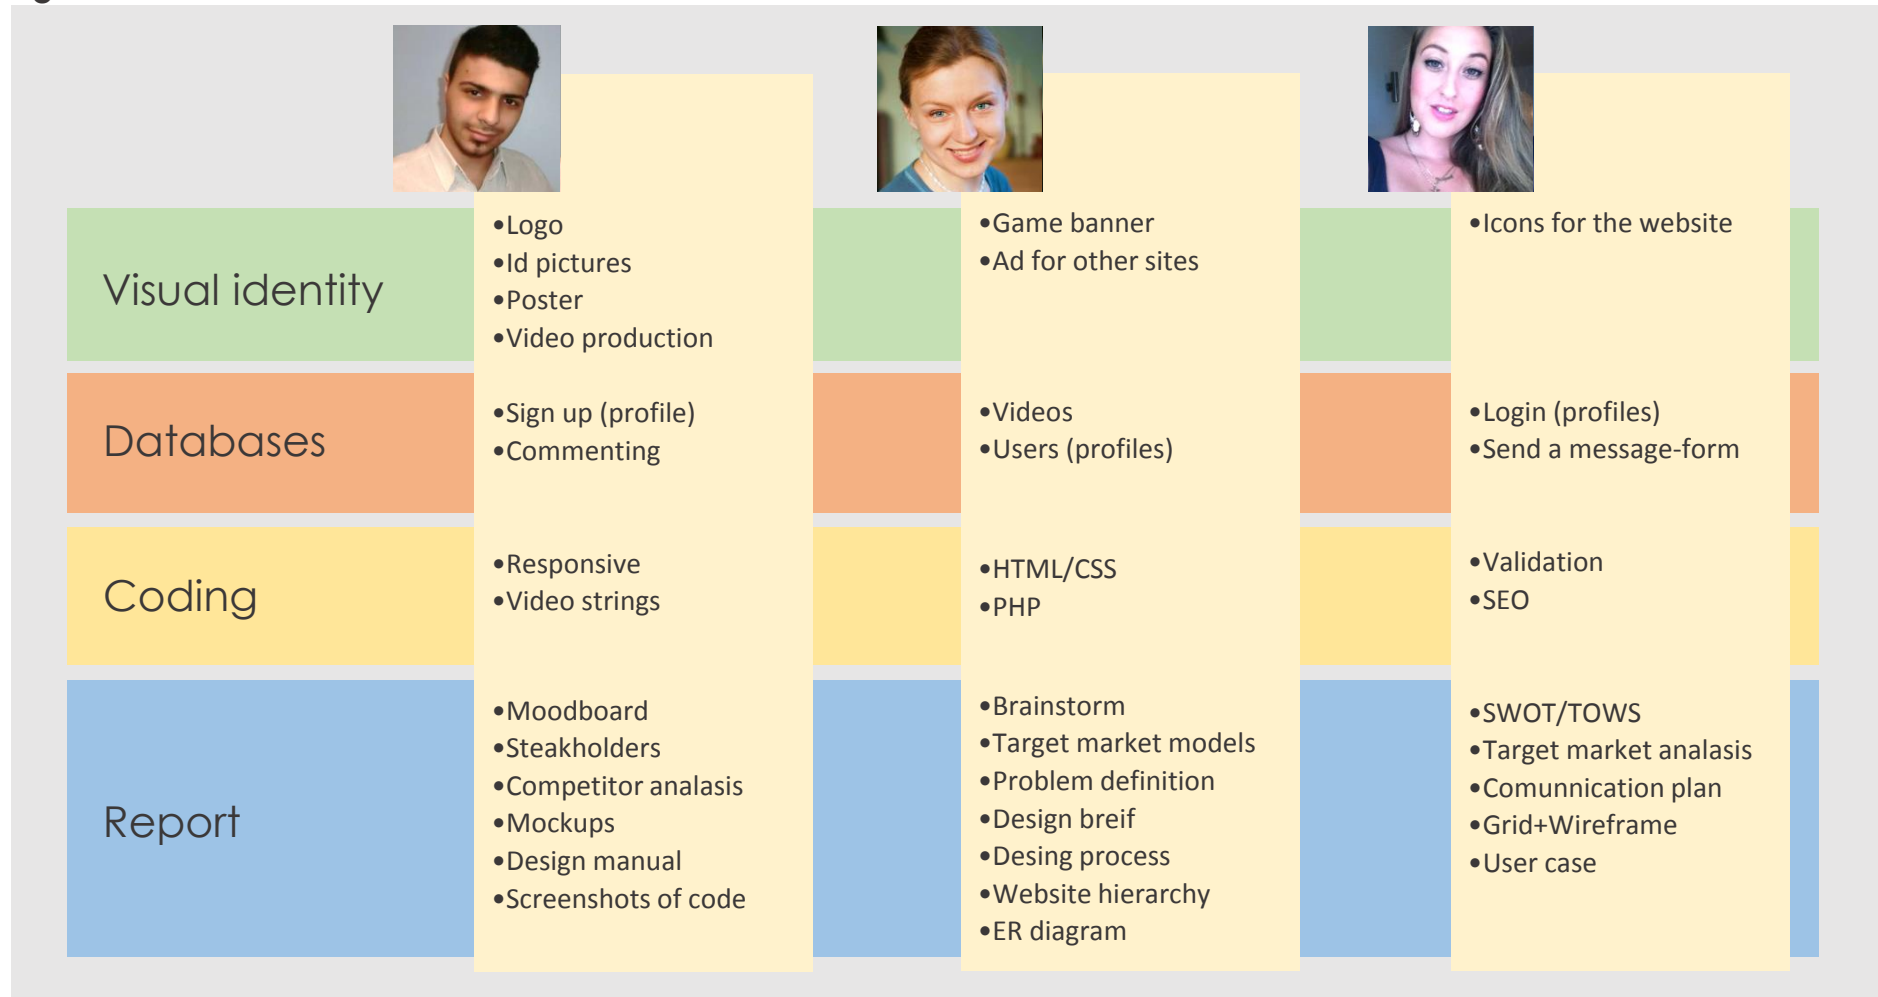 Visual identity
•Logo
•Id pictures
•Poster
•Video production
•Game banner
•Ad for other sites
•Icons for the website
Databases
•Sign up (profile)
•Commenting
•Videos
•Users (profiles)
•Login (profiles)
•Send a message-form
Coding
•Responsive
•Video strings
•HTML/CSS
•PHP
•Validation
•SEO
Report
•Moodboard
•Steakholders
•Competitor analasis
•Mockups
•Design manual
•Screenshots of code
•Brainstorm
•Target market models
•Problem definition
•Design breif
•Desing process
•Website hierarchy
•ER diagram
•SWOT/TOWS
•Target market analasis
•Comunnication plan
•Grid+Wireframe
•User case